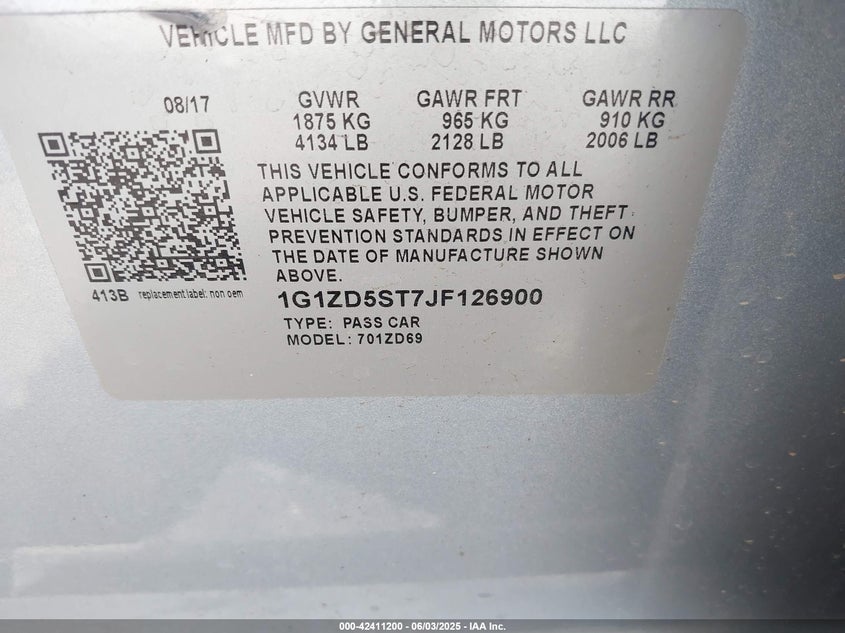 VEHICLE MFD BY GENERAL MOTORS LLC
08/17 GVWR GAWR FRT GAWR RR
1875 KG 965 KG 910 KG
4134 LB 2128 LB 2006 LB
THIS VEHICLE CONFORMS TO ALL
APPLICABLE U.S. FEDERAL MOTOR
VEHICLE SAFETY, BUMPER, AND THEFT
PREVENTION STANDARDS IN EFFECT ON
THE DATE OF MANUFACTURE SHOWN
ABOVE.
413B replacement label: non oem
1G1ZD5ST7JF126900
TYPE: PASS CAR
MODEL: 701ZD69
000-42411200 - 06/03/2025 - IAA Inc.